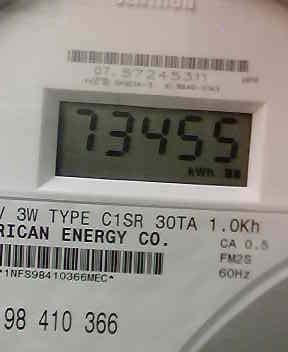 07.57245311
73455
kWh
V 3W TYPE C1SR 30TA 1.0Kh
RICAN ENERGY CO.
CA 0.5
FM2S
60Hz
*1NFS98410366MEC*
98 410 366